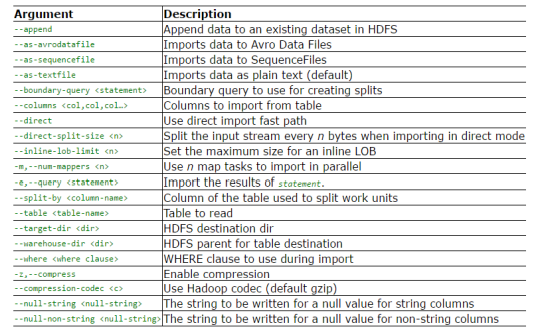 Argument Description
--append Append data to an existing dataset in HDFS
--as-avrodatafile Imports data to Avro Data Files
--as-sequencefile Imports data to SequenceFiles
--as-textfile Imports data as plain text (default)
--boundary-query <statement> Boundary query to use for creating splits
--columns <col,col,col…> Columns to import from table
--direct Use direct import fast path
--direct-split-size <n> Split the input stream every n bytes when importing in direct mode
--inline-lob-limit <n> Set the maximum size for an inline LOB
-m,--num-mappers <n> Use n map tasks to import in parallel
-e,--query <statement> Import the results of statement.
--split-by <column-name> Column of the table used to split work units
--table <table-name> Table to read
--target-dir <dir> HDFS destination dir
--warehouse-dir <dir> HDFS parent for table destination
--where <where clause> WHERE clause to use during import
-z,--compress Enable compression
--compression-codec <c> Use Hadoop codec (default gzip)
--null-string <null-string> The string to be written for a null value for string columns
--null-non-string <null-string> The string to be written for a null value for non-string columns